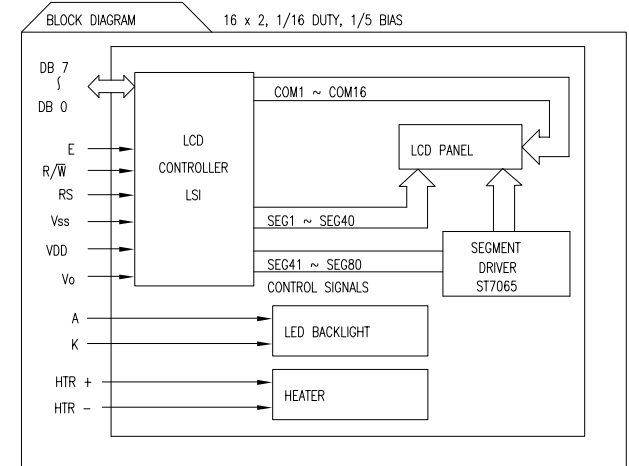 BLOCK DIAGRAM
16 x 2, 1/16 DUTY, 1/5 BIAS
DB 7
∫
DB 0
E
R/W̅
RS
Vss
VDD
Vo
A
K
HTR +
HTR –
LCD
CONTROLLER
LSI
COM1 ~ COM16
LCD PANEL
SEG1 ~ SEG40
SEG41 ~ SEG80
CONTROL SIGNALS
SEGMENT
DRIVER
ST7065
LED BACKLIGHT
HEATER